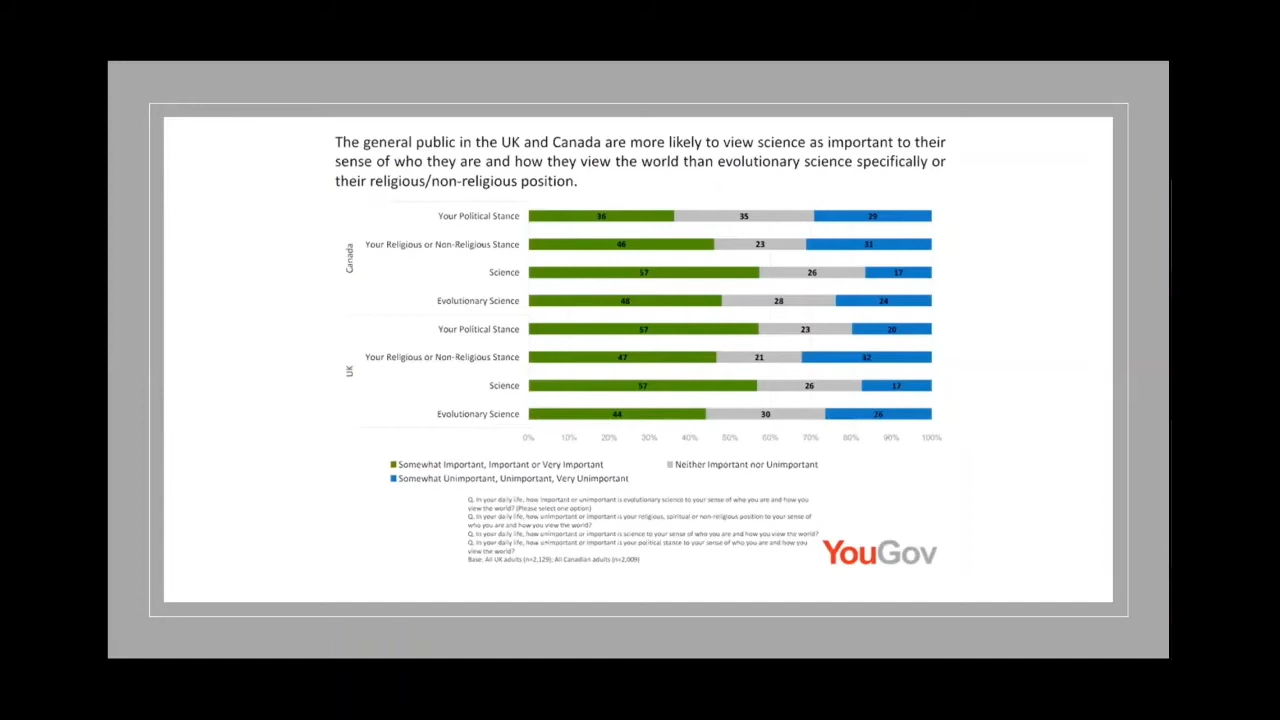 The general public in the UK and Canada are more likely to view science as important to their
sense of who they are and how they view the world than evolutionary science specifically or
their religious/non-religious position.
Canada
Your Political Stance 36 35 29
Your Religious or Non-Religious Stance 46 23 31
Science 57 26 17
Evolutionary Science 48 28 24
UK
Your Political Stance 57 23 20
Your Religious or Non-Religious Stance 47 21 32
Science 57 26 17
Evolutionary Science 44 30 26
0% 10% 20% 30% 40% 50% 60% 70% 80% 90% 100%
Somewhat Important, Important or Very Important
Neither Important nor Unimportant
Somewhat Unimportant, Unimportant, Very Unimportant
Q. In your daily life, how important or unimportant is evolutionary science to your sense of who you are and how you
view the world? (Please select one option)
Q. In your daily life, how unimportant or important is your religious, spiritual or non-religious position to your sense of
who you are and how you view the world?
Q. In your daily life, how unimportant or important is science to your sense of who you are and how you view the world?
Q. In your daily life, how unimportant or important is your political stance to your sense of who you are and how you
view the world?
Base: All UK adults (n=2,129); All Canadian adults (n=2,009)
YouGov